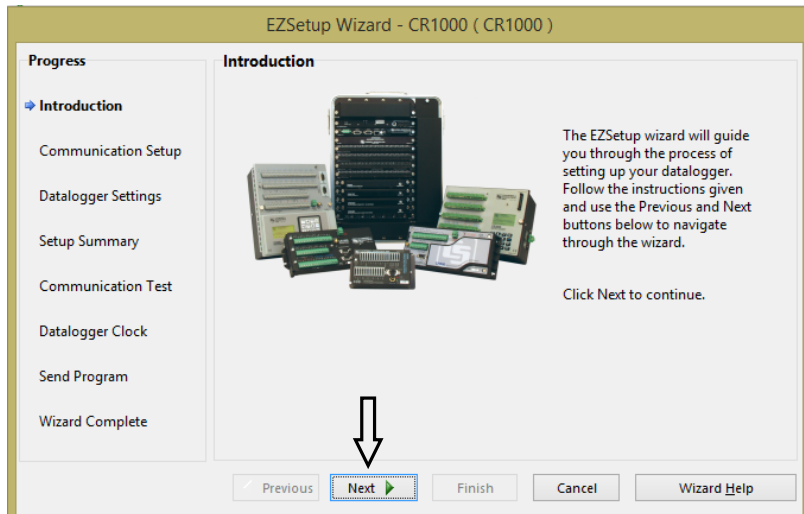 EZSetup Wizard - CR1000 ( CR1000 )
Progress
Introduction
Communication Setup
Datalogger Settings
Setup Summary
Communication Test
Datalogger Clock
Send Program
Wizard Complete
Introduction
The EZSetup wizard will guide
you through the process of
setting up your datalogger.
Follow the instructions given
and use the Previous and Next
buttons below to navigate
through the wizard.
Click Next to continue.
Previous
Next
Finish
Cancel
Wizard Help